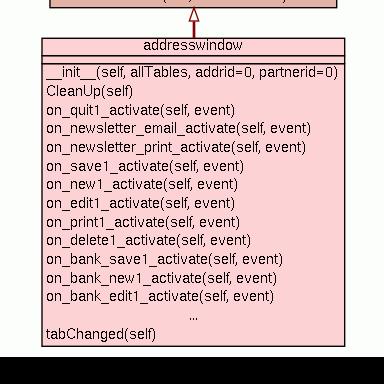 addresswindow
__init__(self, allTables, addrid=0, partnerid=0)
CleanUp(self)
on_quit1_activate(self, event)
on_newsletter_email_activate(self, event)
on_newsletter_print_activate(self, event)
on_save1_activate(self, event)
on_new1_activate(self, event)
on_edit1_activate(self, event)
on_print1_activate(self, event)
on_delete1_activate(self, event)
on_bank_save1_activate(self, event)
on_bank_new1_activate(self, event)
on_bank_edit1_activate(self, event)
...
tabChanged(self)